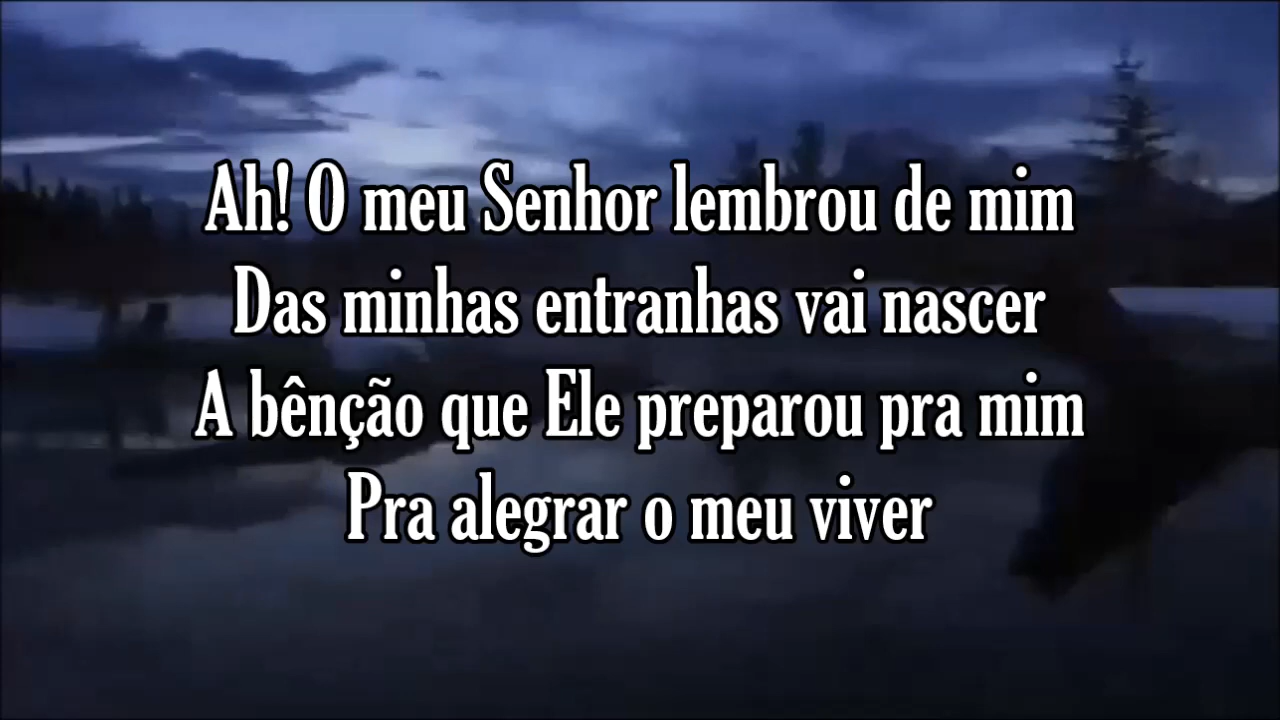 Ah! O meu Senhor lembrou de mim
Das minhas entranhas vai nascer
A bênção que Ele preparou pra mim
Pra alegrar o meu viver